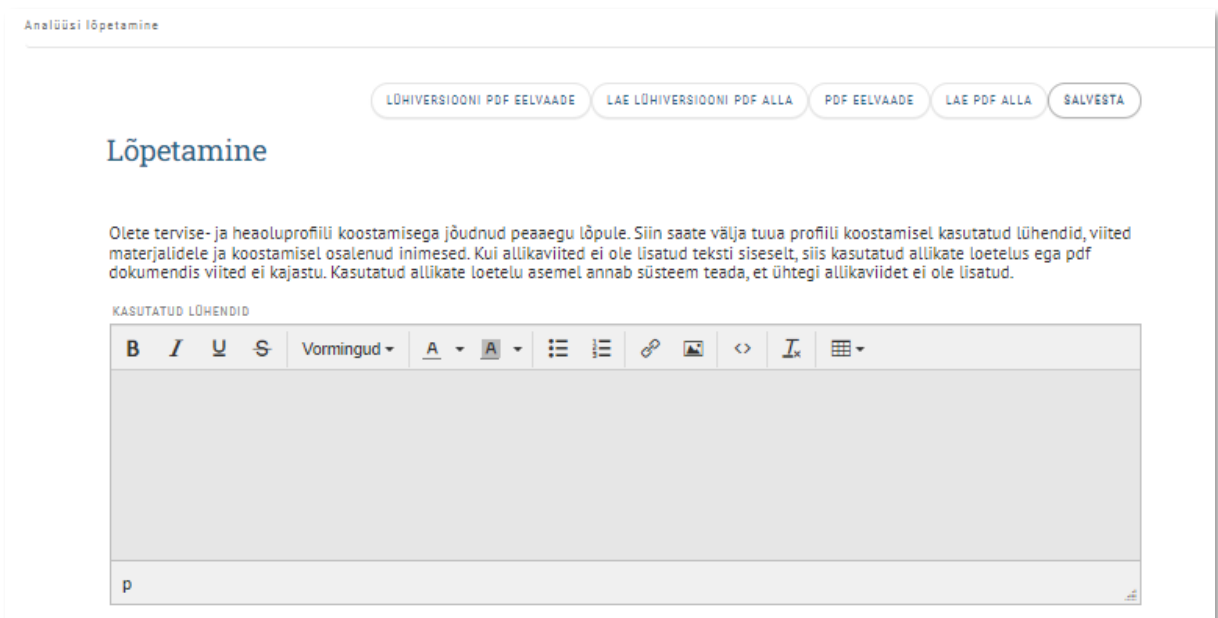 Analüüsi lõpetamine
LÜHIVERSIOONI PDF EELVAADE LAE LÜHIVERSIOONI PDF ALLA PDF EELVAADE LAE PDF ALLA SALVESTA
Lõpetamine
Olete tervise- ja heaoluprofiili koostamisega jõudnud peaaegu lõpule. Siin saate välja tuua profiili koostamisel kasutatud lühendid, viited
materjalidele ja koostamisel osalenud inimesed. Kui allikaviited ei ole lisatud teksti siseselt, siis kasutatud allikate loetelus ega pdf
dokumendis viited ei kajastu. Kasutatud allikate loetelu asemel annab süsteem teada, et ühtegi allikaviidet ei ole lisatud.
KASUTATUD LÜHENDID
B I U S Vormingud A A
p